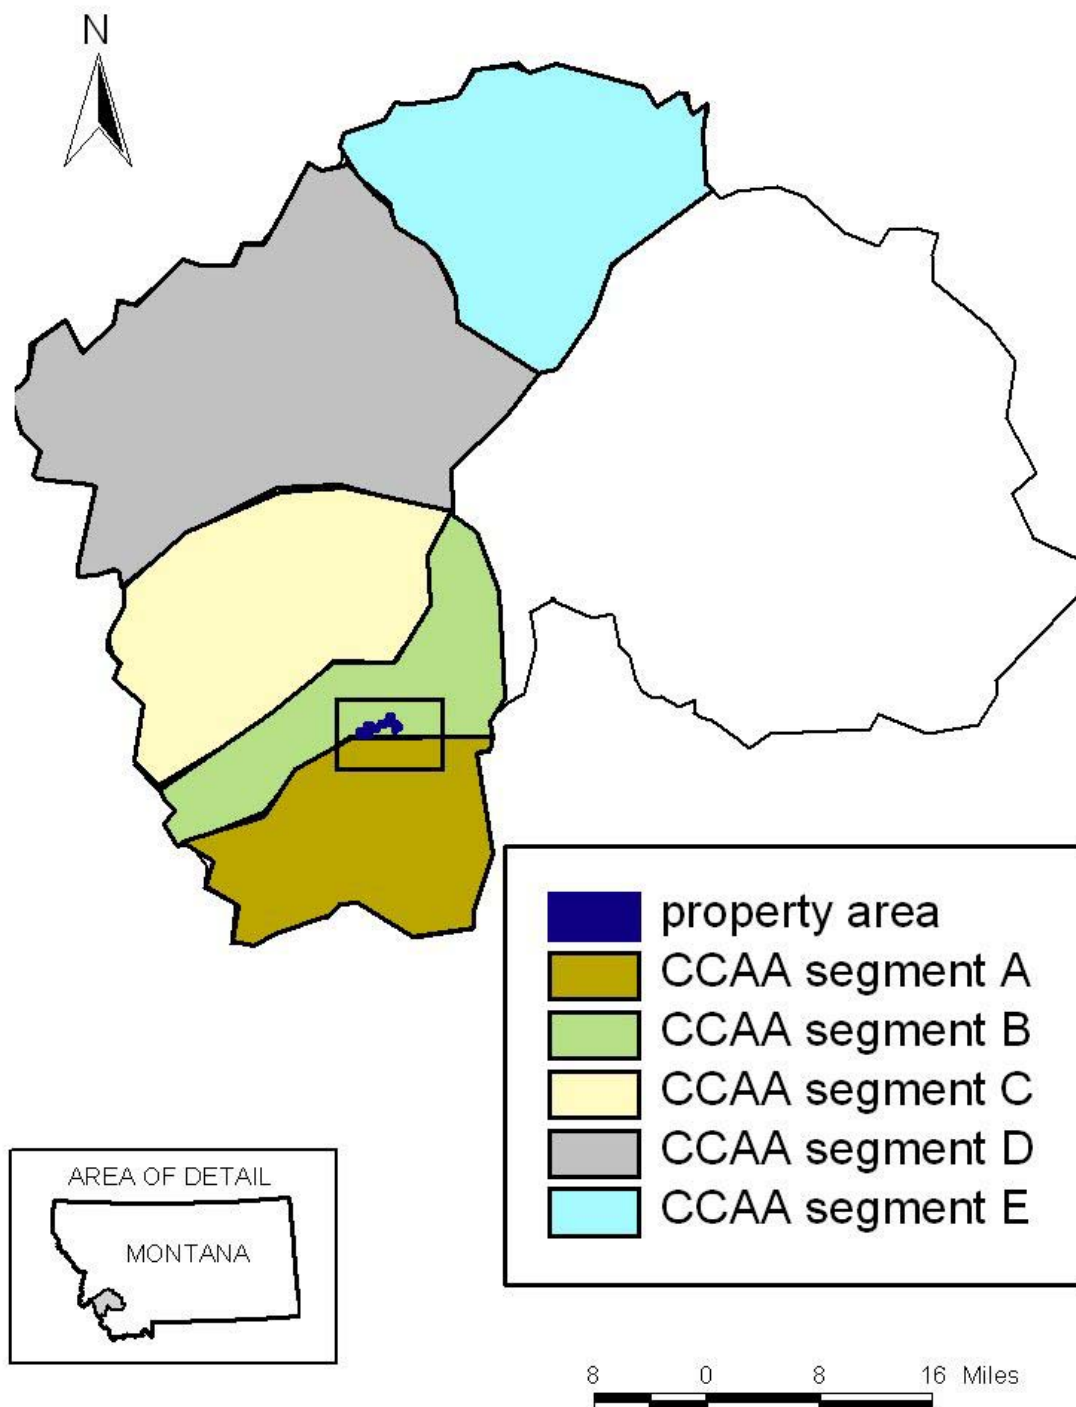 N
property area
CCAA segment A
CCAA segment B
CCAA segment C
CCAA segment D
CCAA segment E
AREA OF DETAIL
MONTANA
8 0 8 16 Miles